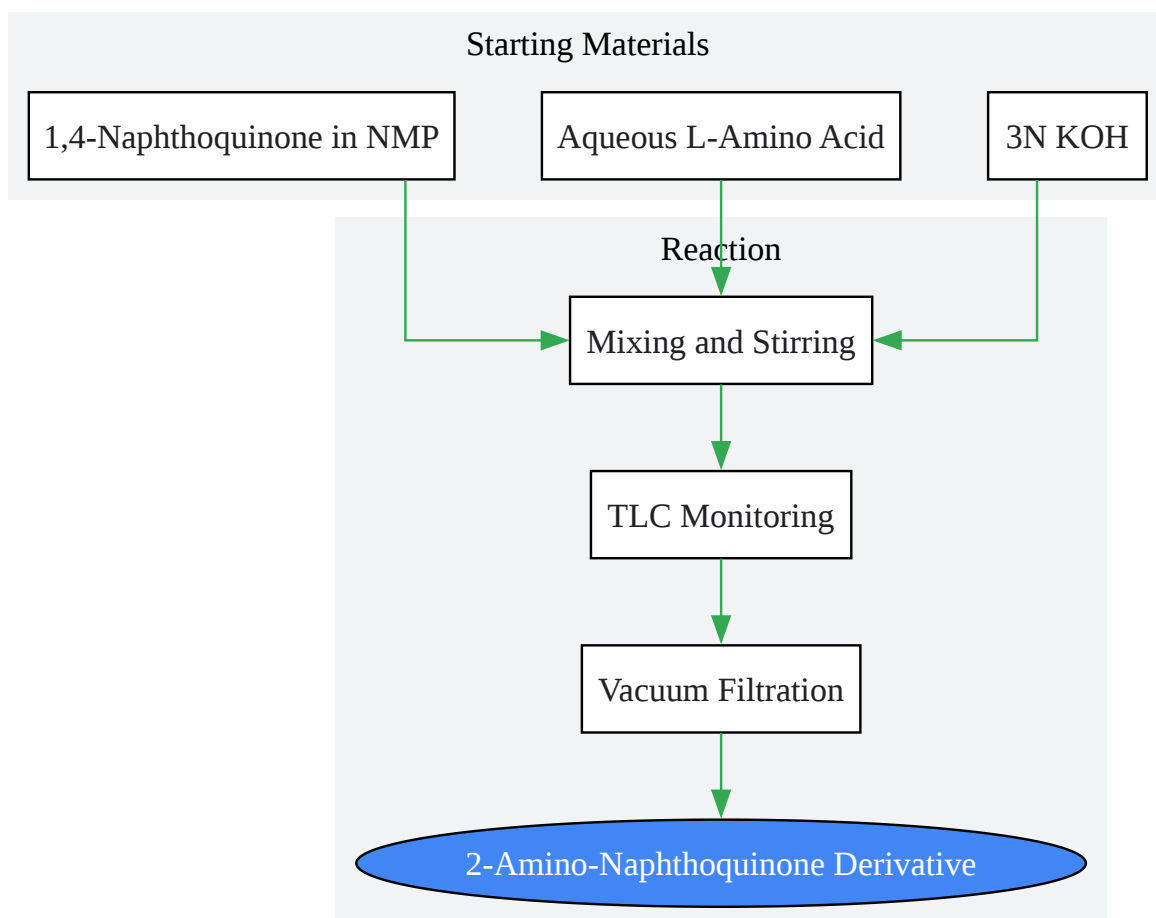 Starting Materials
1,4-Naphthoquinone in NMP
Aqueous L-Amino Acid
3N KOH
Reaction
Mixing and Stirring
TLC Monitoring
Vacuum Filtration
2-Amino-Naphthoquinone Derivative